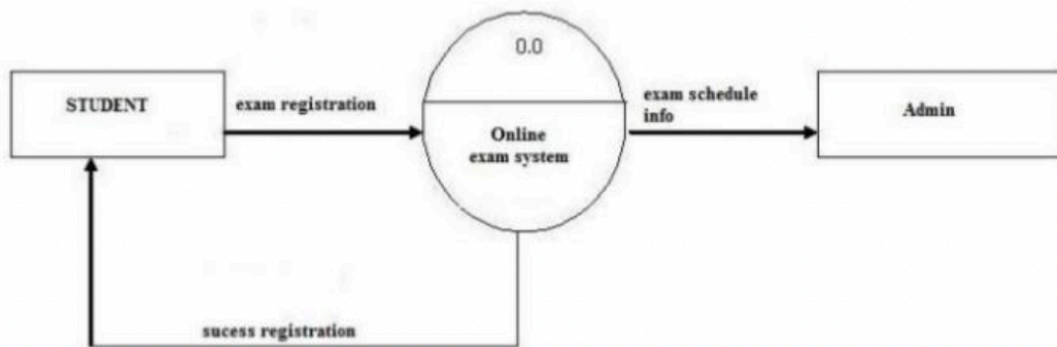 0.0
STUDENT
exam registration
Online
exam system
exam schedule
info
Admin
sucess registration